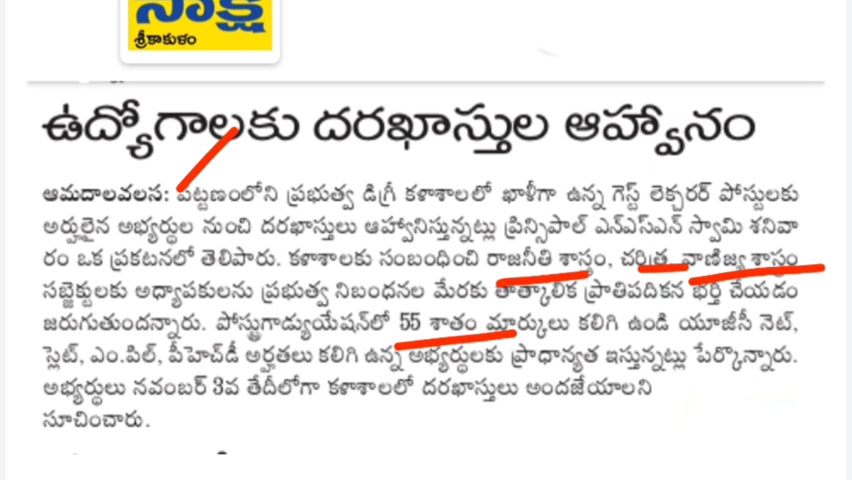 సాక్షి
శ్రీకాకుళం
ఉద్యోగాలకు దరఖాస్తుల ఆహ్వానం
ఆమదాలవలస: పట్టణంలోని ప్రభుత్వ డిగ్రీ కళాశాలలో ఖాళీగా ఉన్న గెస్ట్ లెక్చరర్ పోస్టులకు
అర్హులైన అభ్యర్థుల నుంచి దరఖాస్తులు ఆహ్వానిస్తున్నట్లు ప్రిన్సిపాల్ ఎన్ఎస్ఎన్ స్వామి శనివా
రం ఒక ప్రకటనలో తెలిపారు. కళాశాలకు సంబంధించి రాజనీతి శాస్త్రం, చరిత్ర, వాణిజ్య శాస్త్రం
సబ్జెక్టులకు అధ్యాపకులను ప్రభుత్వ నిబంధనల మేరకు తాత్కాలిక ప్రాతిపదికన భర్తీ చేయడం
జరుగుతుందన్నారు. పోస్టుగ్రాడ్యుయేషన్‌లో 55 శాతం మార్కులు కలిగి ఉండి యూజీసీ నెట్,
స్లెట్, ఎం.ఫిల్, పీహెచ్‌డీ అర్హతలు కలిగి ఉన్న అభ్యర్థులకు ప్రాధాన్యత ఇస్తున్నట్లు పేర్కొన్నారు.
అభ్యర్థులు నవంబర్ 3వ తేదీలోగా కళాశాలలో దరఖాస్తులు అందజేయాలని
సూచించారు.